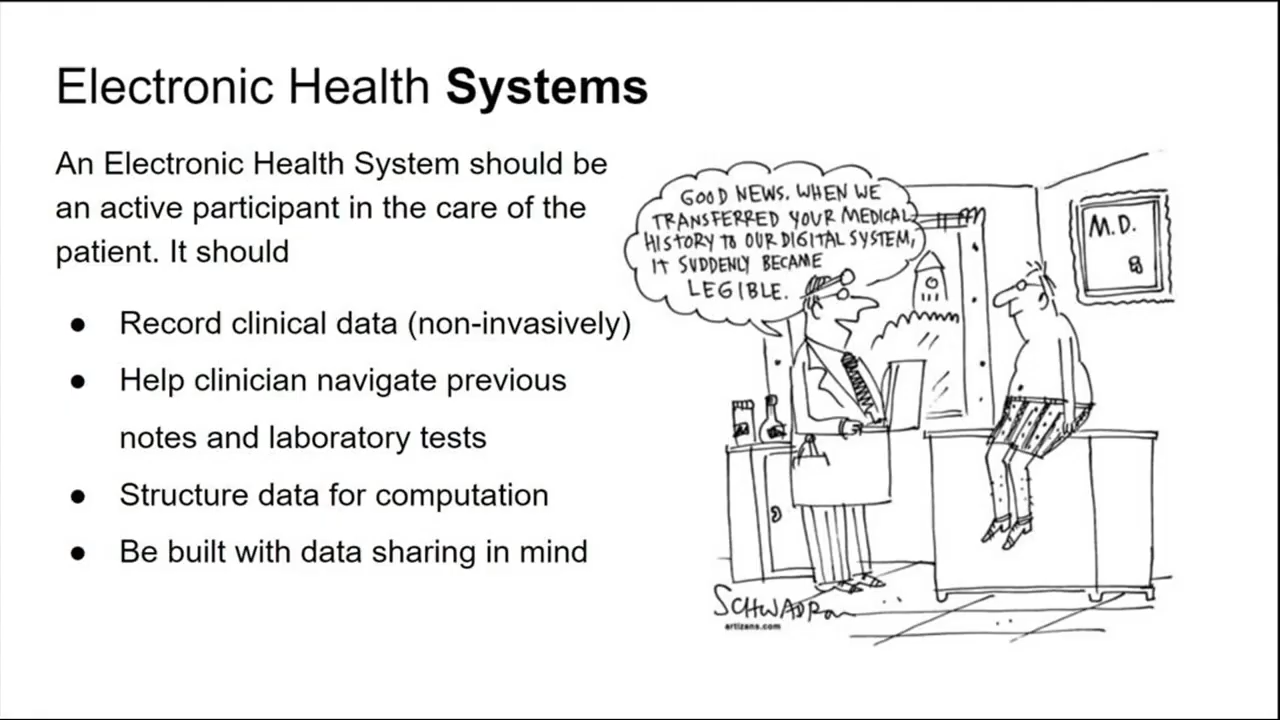 Electronic Health Systems
An Electronic Health System should be
an active participant in the care of the
patient. It should
● Record clinical data (non-invasively)
● Help clinician navigate previous
notes and laboratory tests
● Structure data for computation
● Be built with data sharing in mind
GOOD NEWS. WHEN WE
TRANSFERRED YOUR MEDICAL
HISTORY TO OUR DIGITAL SYSTEM,
IT SUDDENLY BECAME
LEGIBLE.
M.D.
SCHWADRON
artizans.com